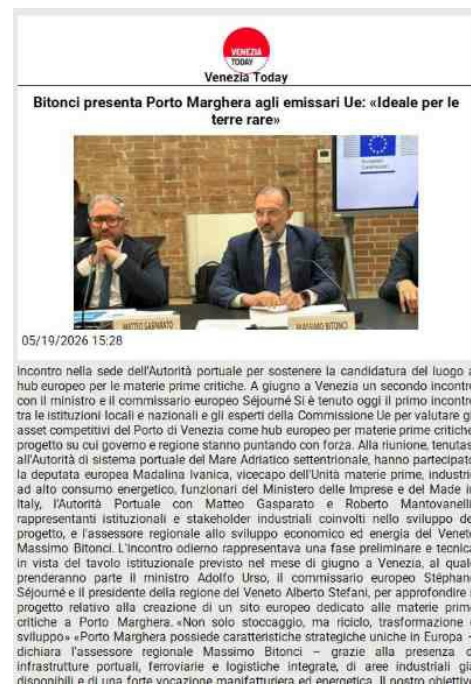 VENEZIA
TODAY
Venezia Today
Bitonci presenta Porto Marghera agli emissari Ue: «Ideale per le
terre rare»
European
Commission
MATTEO GASPARATO
MASSIMO BITONCI
05/19/2026 15:28
Incontro nella sede dell'Autorità portuale per sostenere la candidatura del luogo a
hub europeo per le materie prime critiche. A giugno a Venezia un secondo incontro
con il ministro e il commissario europeo Séjourné Si è tenuto oggi il primo incontro
tra le istituzioni locali e nazionali e gli esperti della Commissione Ue per valutare gli
asset competitivi del Porto di Venezia come hub europeo per materie prime critiche,
progetto su cui governo e regione stanno puntando con forza. Alla riunione, tenutasi
all'Autorità di sistema portuale del Mare Adriatico settentrionale, hanno partecipato
la deputata europea Madalina Ivanica, vicecapo dell'Unità materie prime, industrie
ad alto consumo energetico, funzionari del Ministero delle Imprese e del Made in
Italy, l'Autorità Portuale con Matteo Gasparato e Roberto Mantovanelli,
rappresentanti istituzionali e stakeholder industriali coinvolti nello sviluppo del
progetto, e l'assessore regionale allo sviluppo economico ed energia del Veneto
Massimo Bitonci. L'incontro odierno rappresentava una fase preliminare e tecnica
in vista del tavolo istituzionale previsto nel mese di giugno a Venezia, al quale
prenderanno parte il ministro Adolfo Urso, il commissario europeo Stéphane
Séjourné e il presidente della regione del Veneto Alberto Stefani, per approfondire il
progetto relativo alla creazione di un sito europeo dedicato alle materie prime
critiche a Porto Marghera. «Non solo stoccaggio, ma riciclo, trasformazione e
sviluppo» «Porto Marghera possiede caratteristiche strategiche uniche in Europa –
dichiara l'assessore regionale Massimo Bitonci – grazie alla presenza di
infrastrutture portuali, ferroviarie e logistiche integrate, di aree industriali già
disponibili e di una forte vocazione manifatturiera ed energetica. Il nostro obiettivo